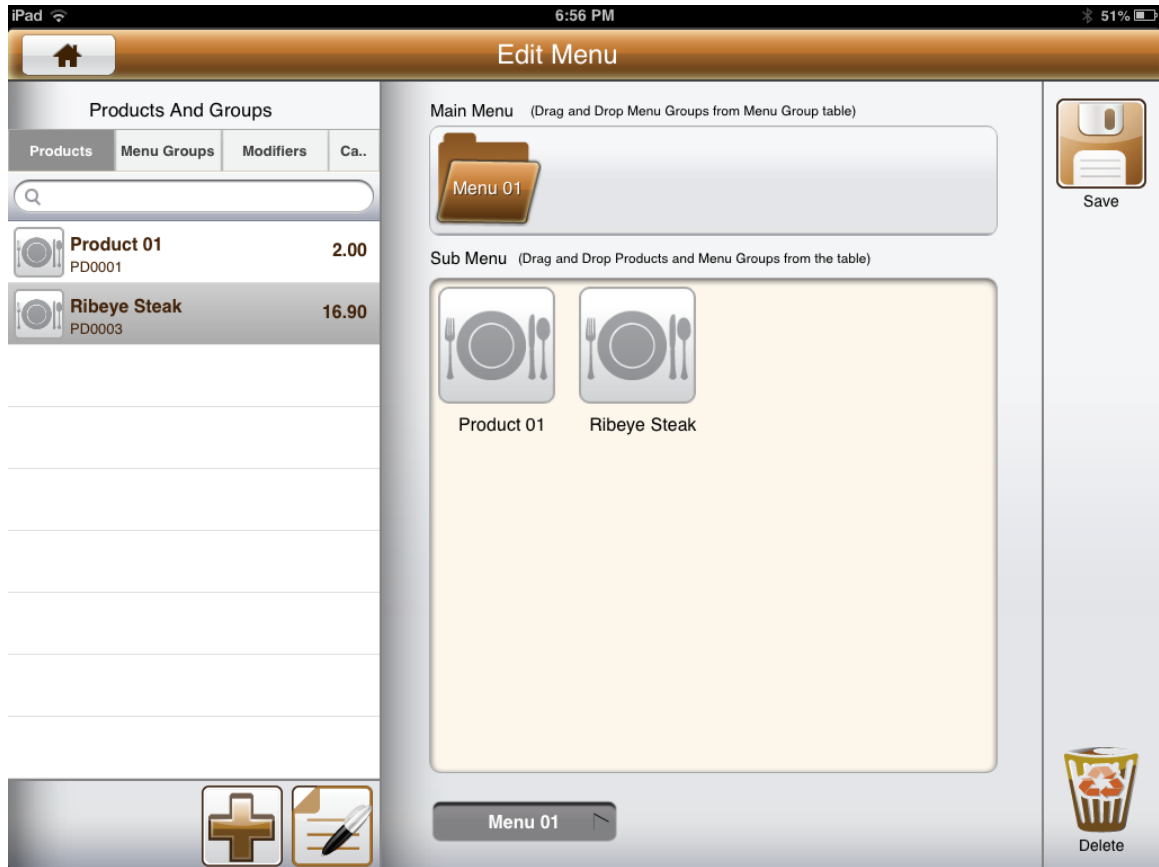 iPad 6:56 PM 51%
Edit Menu
Products And Groups
Products Menu Groups Modifiers Ca..
Product 01 2.00
PD0001
Ribeye Steak 16.90
PD0003
Main Menu (Drag and Drop Menu Groups from Menu Group table)
Menu 01
Sub Menu (Drag and Drop Products and Menu Groups from the table)
Product 01 Ribeye Steak
Menu 01
Save
Delete